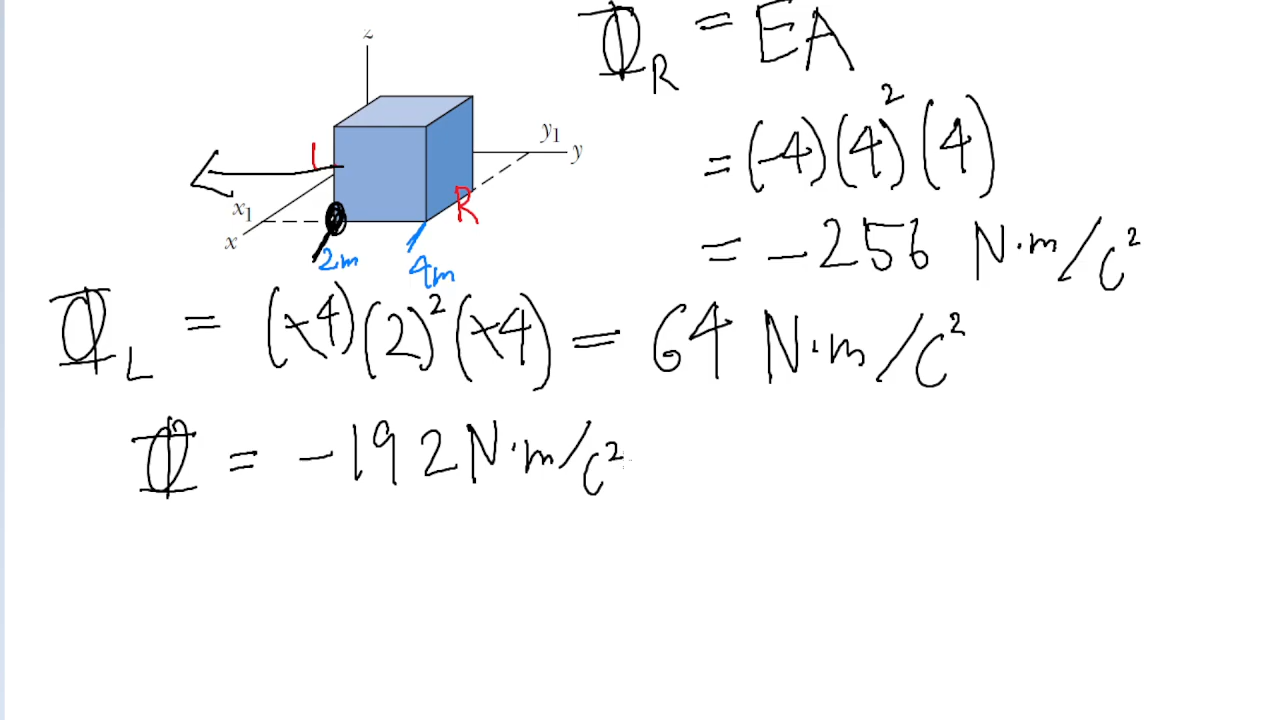 z
y₁
y
x₁
x
L
R
2m
4m
Φ_R = EA
= (-4)(4)²(4)
= -256 N·m/C²
Φ_L = (+4)(2)²(+4) = 64 N·m/C²
Φ = -192 N·m/C²